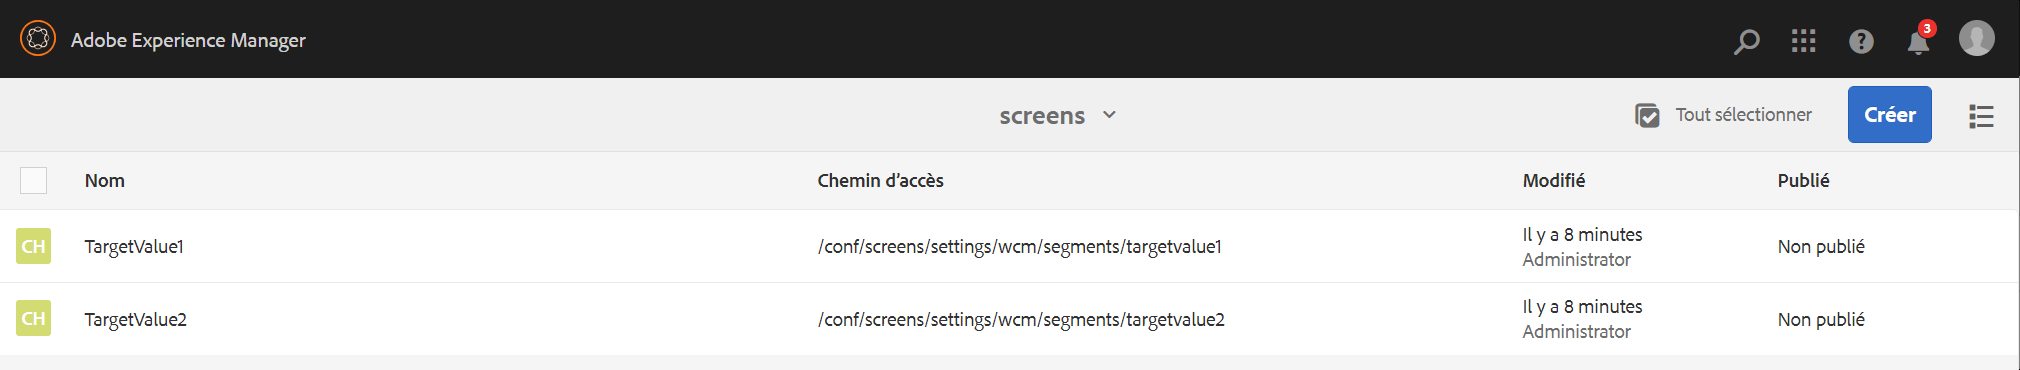 Adobe Experience Manager
3
screens
Tout sélectionner
Créer
Nom Chemin d’accès Modifié Publié
CH TargetValue1 /conf/screens/settings/wcm/segments/targetvalue1 Il y a 8 minutes Non publié
Administrator
CH TargetValue2 /conf/screens/settings/wcm/segments/targetvalue2 Il y a 8 minutes Non publié
Administrator